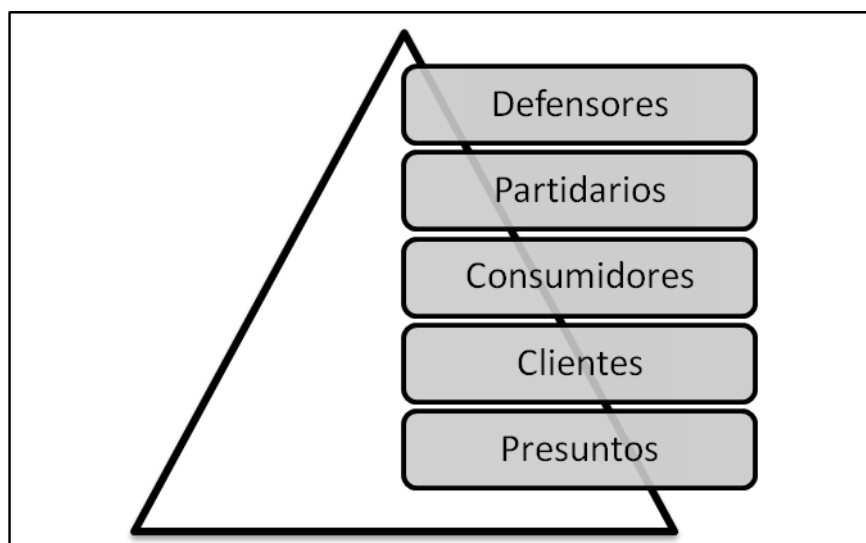 Defensores
Partidarios
Consumidores
Clientes
Presuntos